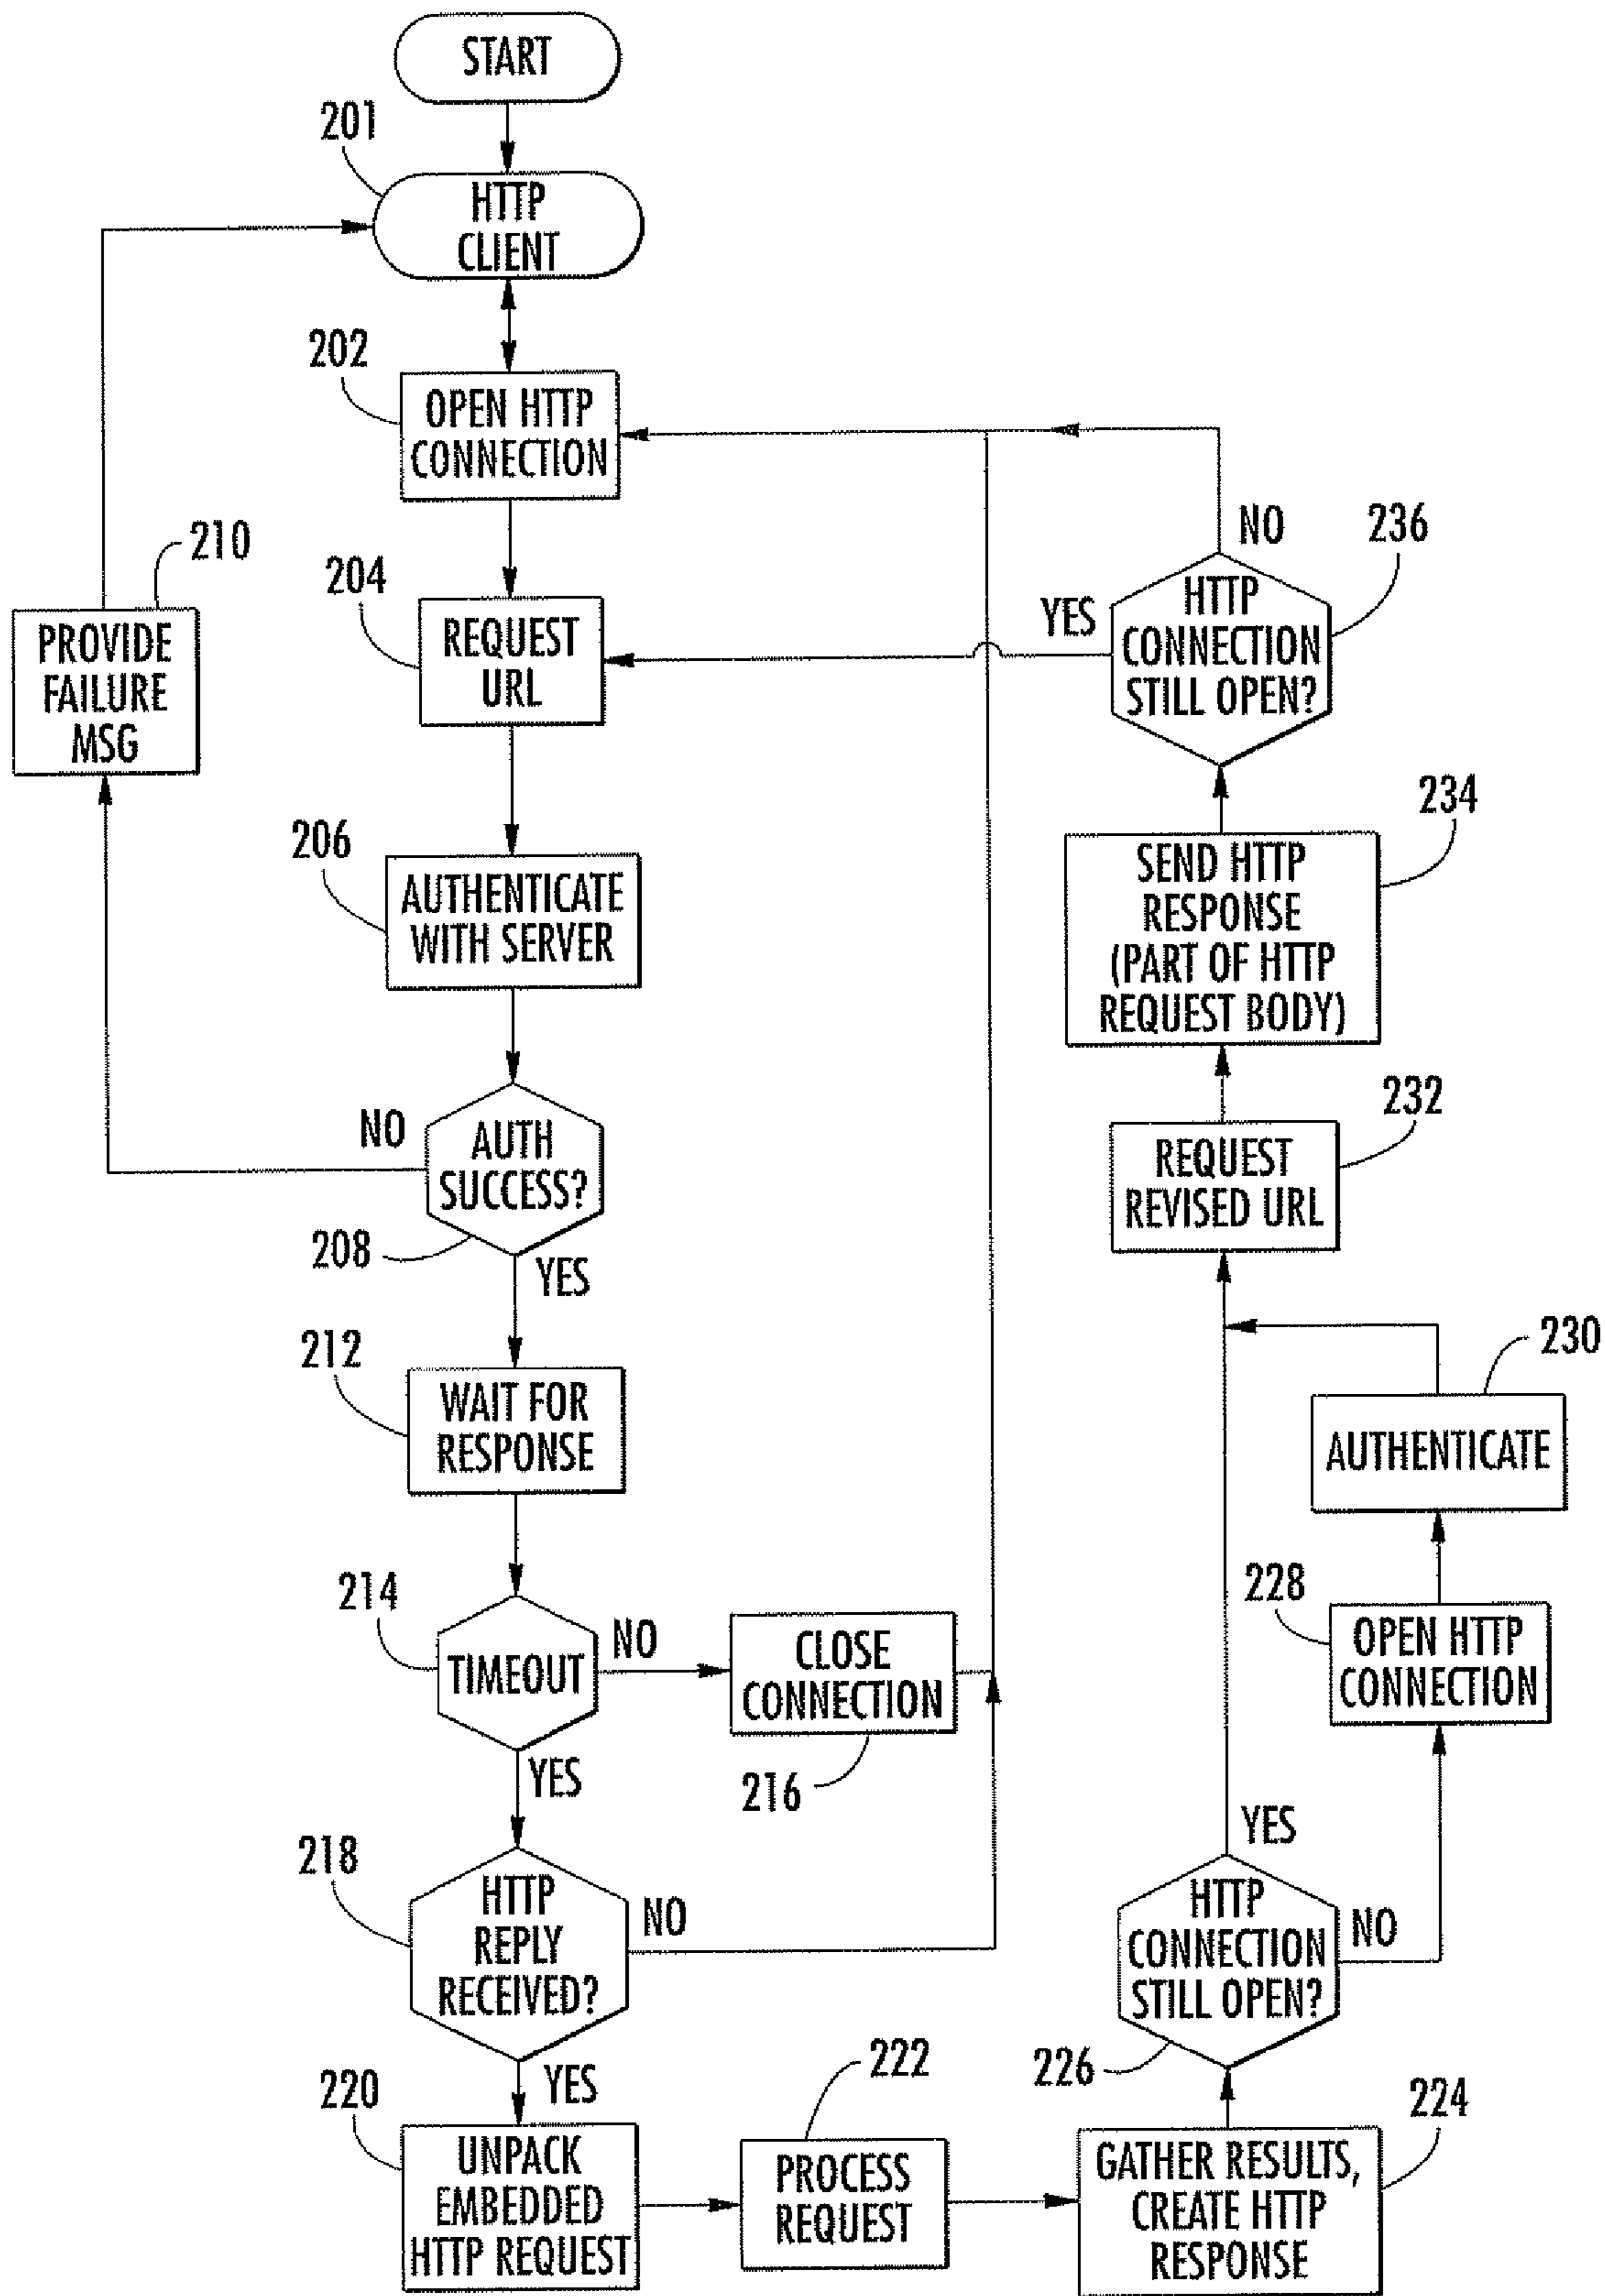 START
201
HTTP
CLIENT
202
OPEN HTTP
CONNECTION
210
PROVIDE
FAILURE
MSG
204
REQUEST
URL
206
AUTHENTICATE
WITH SERVER
NO
AUTH
SUCCESS?
208
YES
212
WAIT FOR
RESPONSE
214
TIMEOUT
NO
CLOSE
CONNECTION
216
YES
218
HTTP
REPLY
RECEIVED?
NO
YES
220
UNPACK
EMBEDDED
HTTP REQUEST
222
PROCESS
REQUEST
224
GATHER RESULTS,
CREATE HTTP
RESPONSE
226
HTTP
CONNECTION
STILL OPEN?
YES
NO
228
OPEN HTTP
CONNECTION
230
AUTHENTICATE
232
REQUEST
REVISED URL
234
SEND HTTP
RESPONSE
(PART OF HTTP
REQUEST BODY)
236
HTTP
CONNECTION
STILL OPEN?
YES
NO